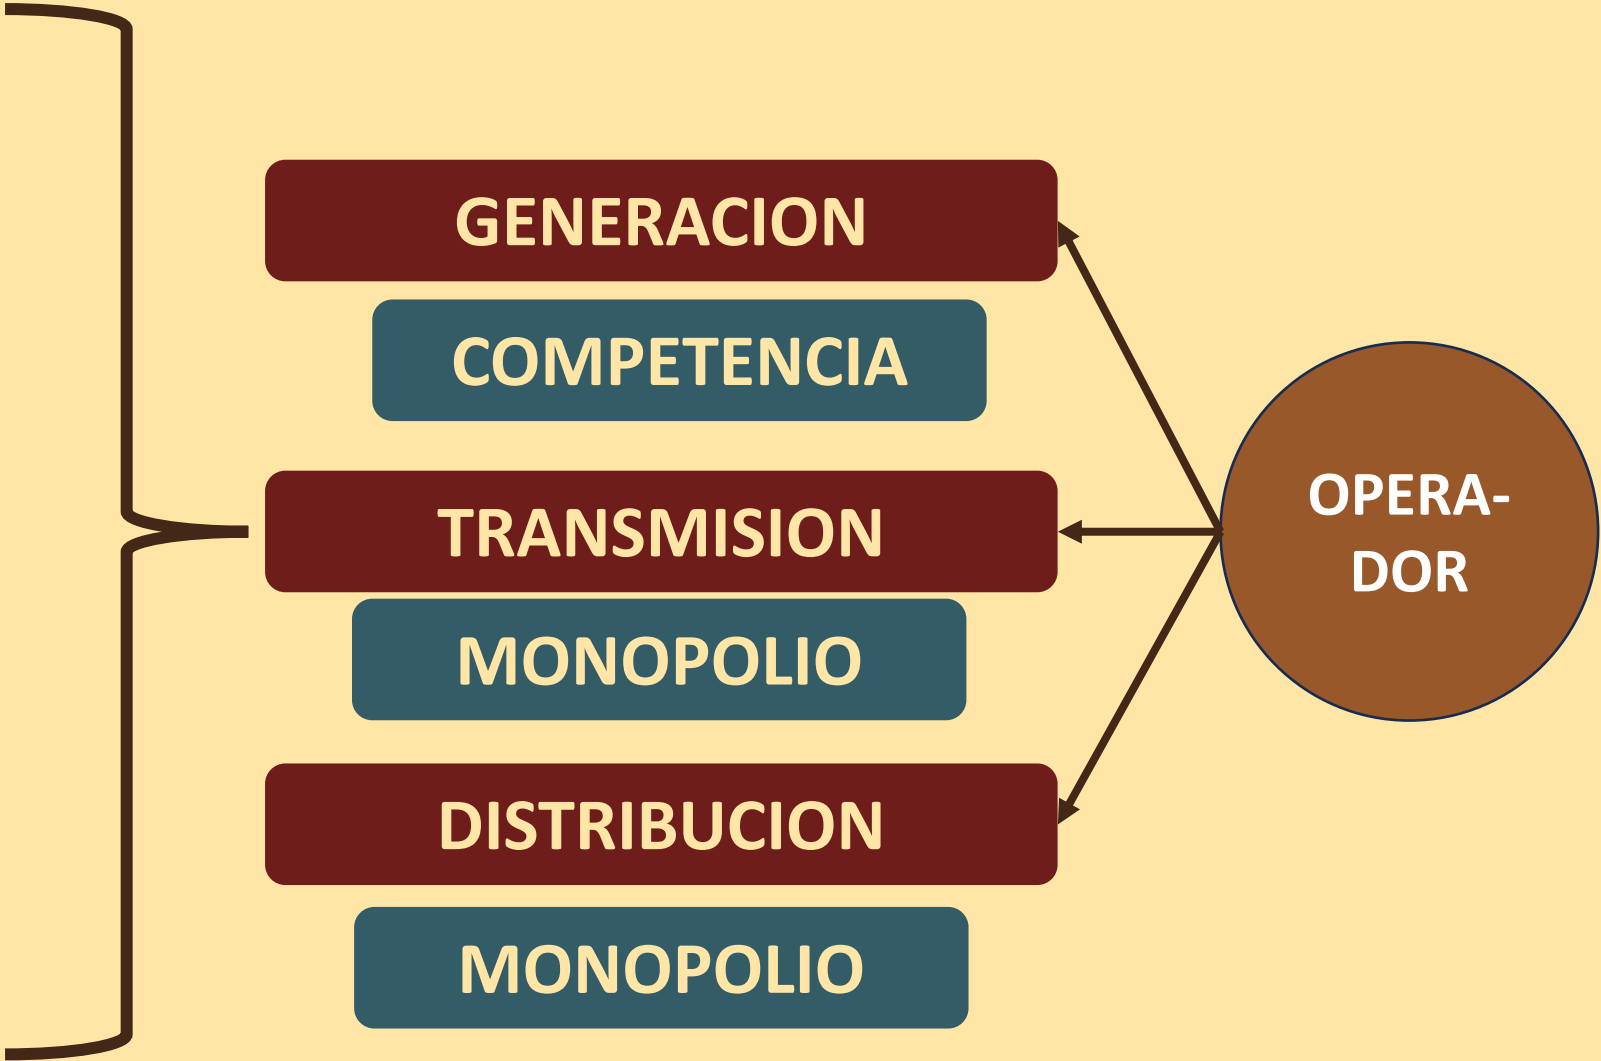 GENERACION
COMPETENCIA
TRANSMISION
MONOPOLIO
DISTRIBUCION
MONOPOLIO
OPERA-
DOR